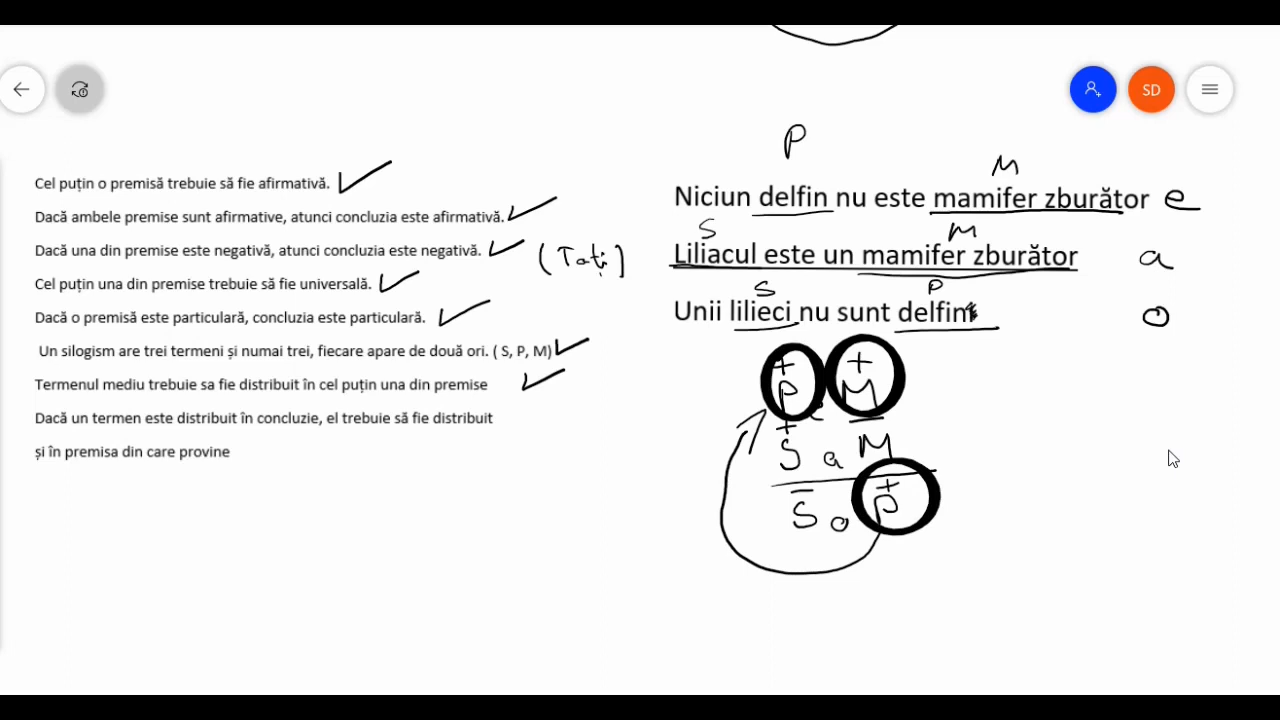 SD
Cel puțin o premisă trebuie să fie afirmativă.
Dacă ambele premise sunt afirmative, atunci concluzia este afirmativă.
Dacă una din premise este negativă, atunci concluzia este negativă.
Cel puțin una din premise trebuie să fie universală.
Dacă o premisă este particulară, concluzia este particulară.
Un silogism are trei termeni și numai trei, fiecare apare de două ori. ( S, P, M)
Termenul mediu trebuie sa fie distribuit în cel puțin una din premise
Dacă un termen este distribuit în concluzie, el trebuie să fie distribuit
și în premisa din care provine
(Toți)
P
M
Niciun delfin nu este mamifer zburător e
S M
Liliacul este un mamifer zburător a
S P
Unii lilieci nu sunt delfini o
+ +
P e M
+
S a M
− +
S o P